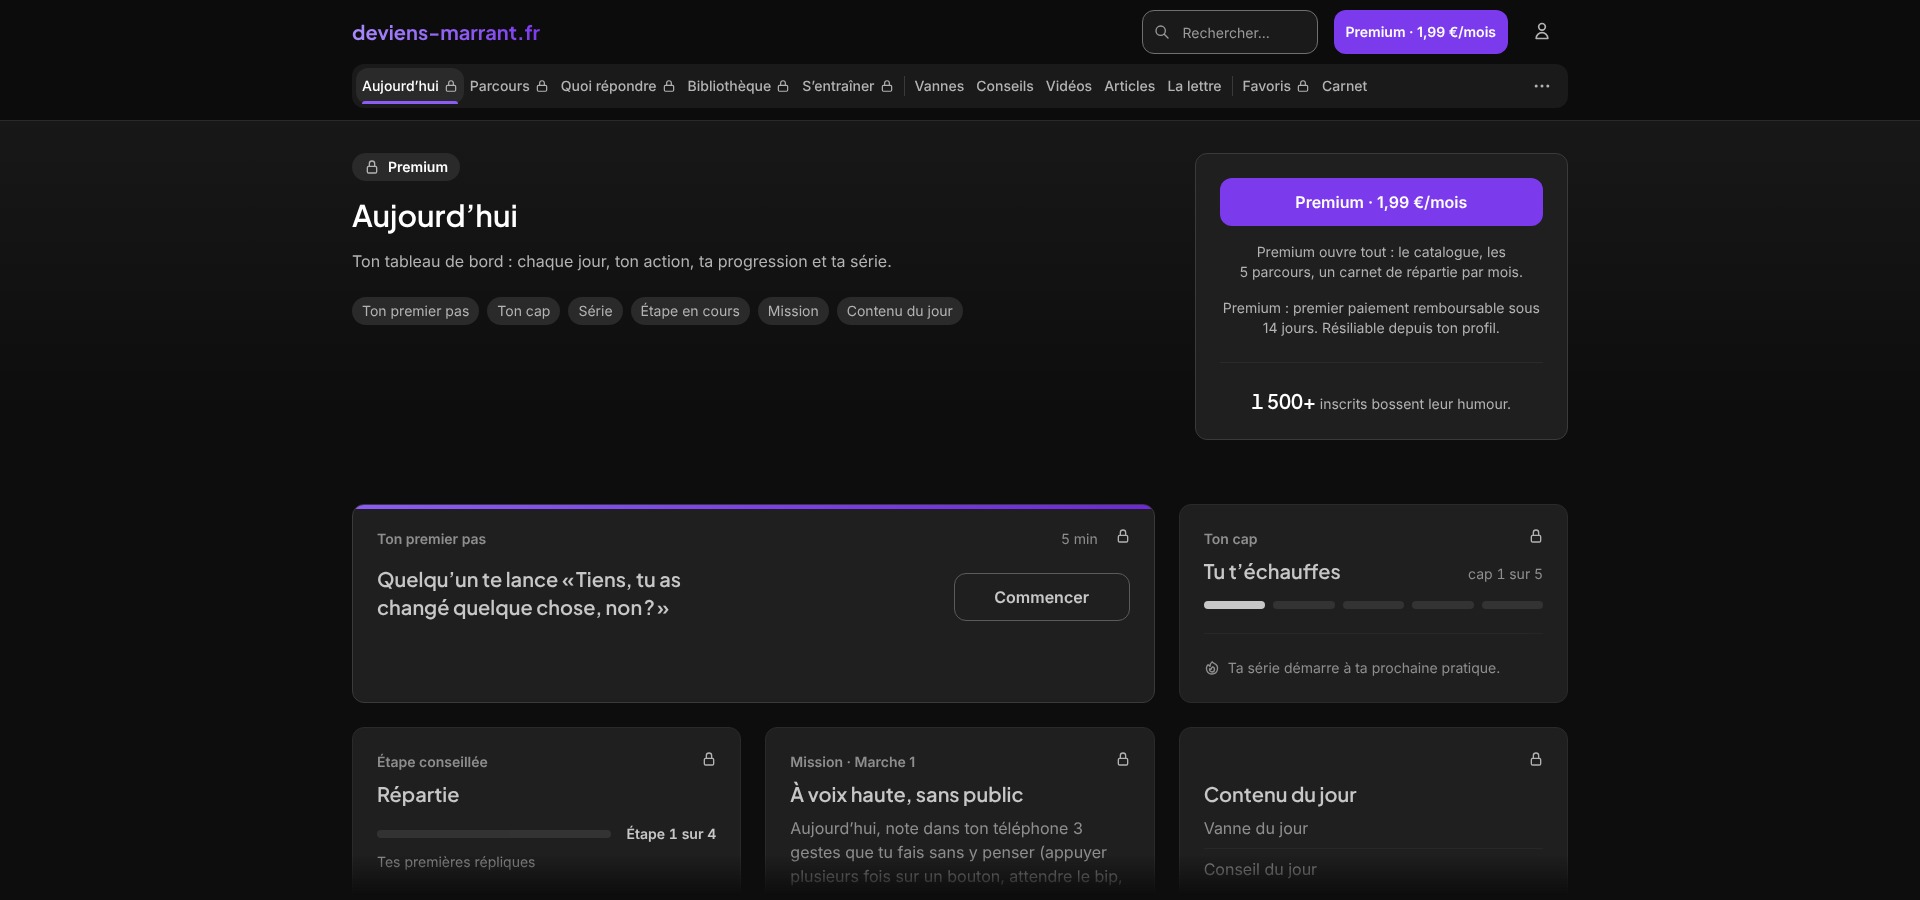 deviens-marrant.fr
Rechercher...
Premium · 1,99 €/mois
Aujourd’hui
Parcours
Quoi répondre
Bibliothèque
S’entraîner
Vannes
Conseils
Vidéos
Articles
La lettre
Favoris
Carnet
Premium
Aujourd’hui
Ton tableau de bord : chaque jour, ton action, ta progression et ta série.
Ton premier pas
Ton cap
Série
Étape en cours
Mission
Contenu du jour
Premium · 1,99 €/mois
Premium ouvre tout : le catalogue, les
5 parcours, un carnet de répartie par mois.
Premium : premier paiement remboursable sous
14 jours. Résiliable depuis ton profil.
1 500+ inscrits bossent leur humour.
Ton premier pas
5 min
Quelqu’un te lance « Tiens, tu as
changé quelque chose, non ? »
Commencer
Ton cap
Tu t’échauffes
cap 1 sur 5
Ta série démarre à ta prochaine pratique.
Étape conseillée
Répartie
Étape 1 sur 4
Tes premières répliques
Mission · Marche 1
À voix haute, sans public
Aujourd’hui, note dans ton téléphone 3
gestes que tu fais sans y penser (appuyer
plusieurs fois sur un bouton, attendre le bip,
Contenu du jour
Vanne du jour
Conseil du jour